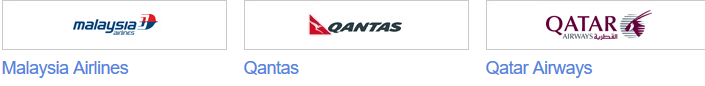 malaysia
airlines
QANTAS
QATAR
AIRWAYS القطرية
Malaysia Airlines
Qantas
Qatar Airways